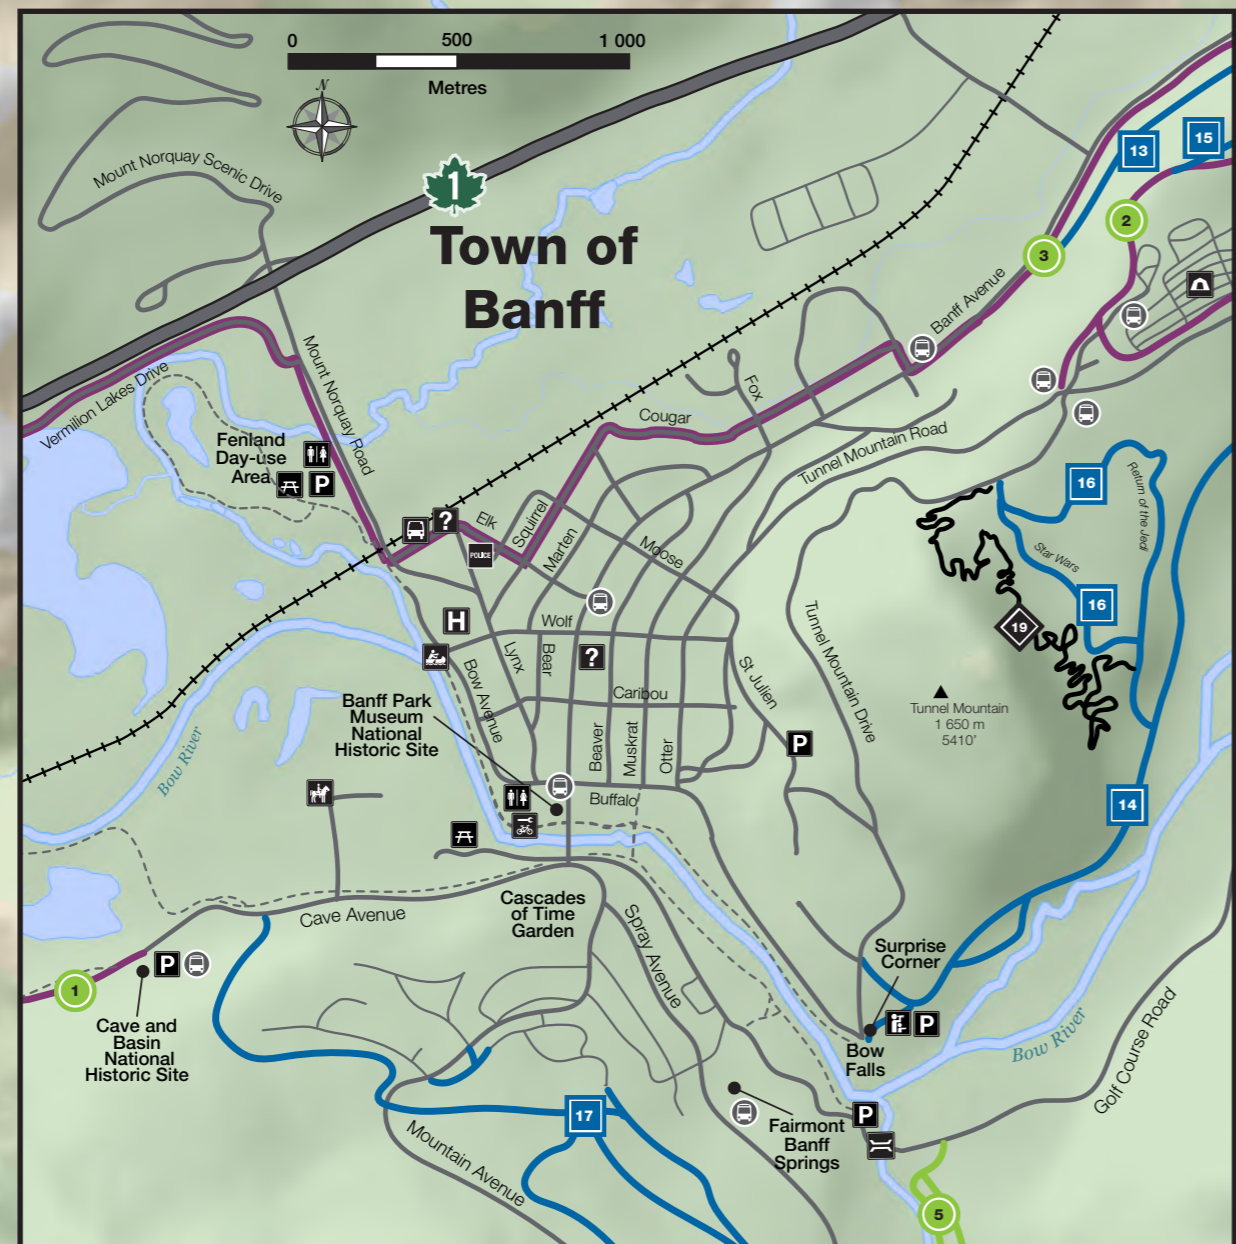 0
500
1 000
Metres
N
Mount Norquay Scenic Drive
1
Town of
Banff
13
15
2
3
Banff Avenue
Vermilion Lakes Drive
Mount Norquay Road
Fox
Cougar
Fenland
Day-use
Area
P
Tunnel Mountain Road
16
Return of the Jedi
?
Elk
Squirrel
POLICE
Marten
Moose
Star Wars
16
H
Wolf
19
Tunnel Mountain Drive
Lynx
Bear
?
St Julien
Bow Avenue
Caribou
Tunnel Mountain
1 650 m
5410'
Banff Park
Museum
National
Historic Site
Beaver
Muskrat
Otter
P
Bow River
Buffalo
14
Cave Avenue
Cascades
of Time
Garden
Spray Avenue
Surprise
Corner
P
1
P
Cave and
Basin
National
Historic Site
P
Bow
Falls
Bow River
Golf Course Road
17
P
Fairmont
Banff
Springs
Mountain Avenue
5